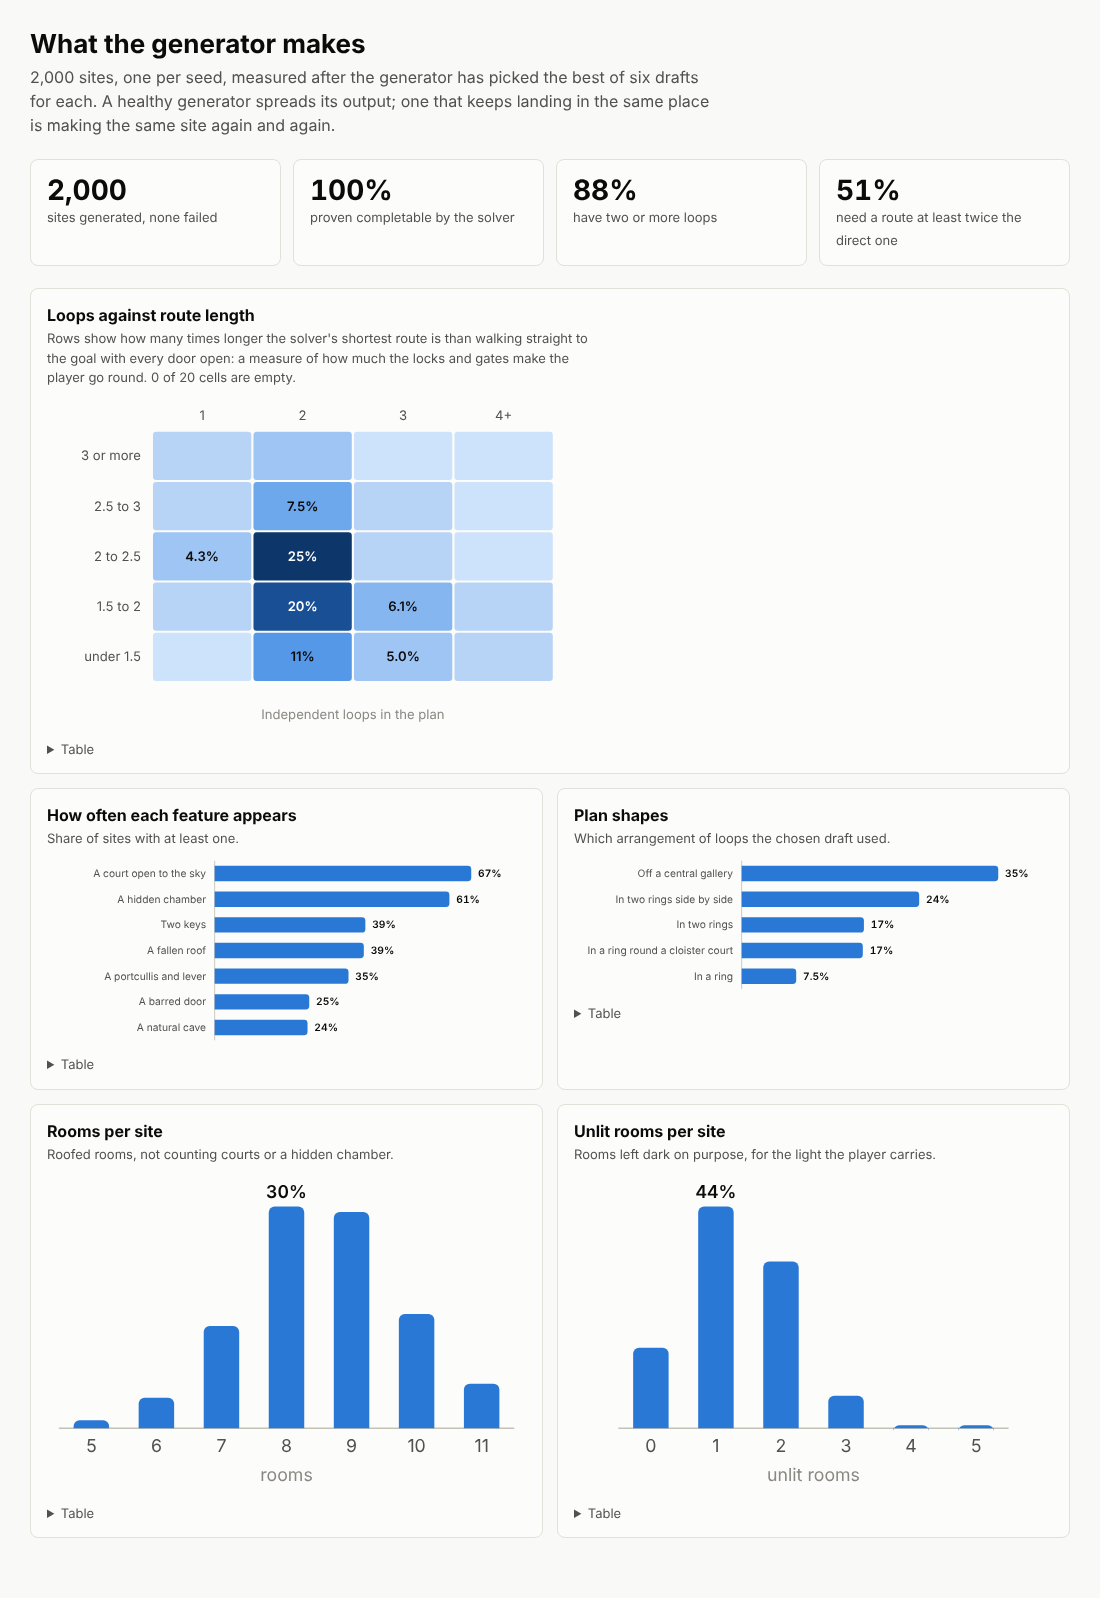 What the generator makes
2,000 sites, one per seed, measured after the generator has picked the best of six drafts
for each. A healthy generator spreads its output; one that keeps landing in the same place
is making the same site again and again.
2,000
sites generated, none failed
100%
proven completable by the solver
88%
have two or more loops
51%
need a route at least twice the
direct one
Loops against route length
Rows show how many times longer the solver's shortest route is than walking straight to
the goal with every door open: a measure of how much the locks and gates make the
player go round. 0 of 20 cells are empty.
1 2 3 4+
3 or more
2.5 to 3 7.5%
2 to 2.5 4.3% 25%
1.5 to 2 20% 6.1%
under 1.5 11% 5.0%
Independent loops in the plan
Table
How often each feature appears
Share of sites with at least one.
A court open to the sky 67%
A hidden chamber 61%
Two keys 39%
A fallen roof 39%
A portcullis and lever 35%
A barred door 25%
A natural cave 24%
Table
Plan shapes
Which arrangement of loops the chosen draft used.
Off a central gallery 35%
In two rings side by side 24%
In two rings 17%
In a ring round a cloister court 17%
In a ring 7.5%
Table
Rooms per site
Roofed rooms, not counting courts or a hidden chamber.
30%
5 6 7 8 9 10 11
rooms
Table
Unlit rooms per site
Rooms left dark on purpose, for the light the player carries.
44%
0 1 2 3 4 5
unlit rooms
Table